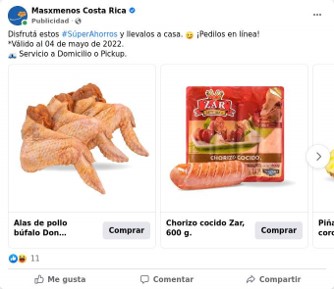 Masxmenos Costa Rica
Publicidad ·
Disfrutá estos #SúperAhorros y llevalos a casa. 😉 ¡Pedilos en línea!
*Válido al 04 de mayo de 2022.
🛵 Servicio a Domicilio o Pickup.
ZAR
CHORIZO COCIDO
Alas de pollo
búfalo Don...
Comprar
Chorizo cocido Zar,
600 g.
Comprar
Piña
11
Me gusta
Comentar
Compartir